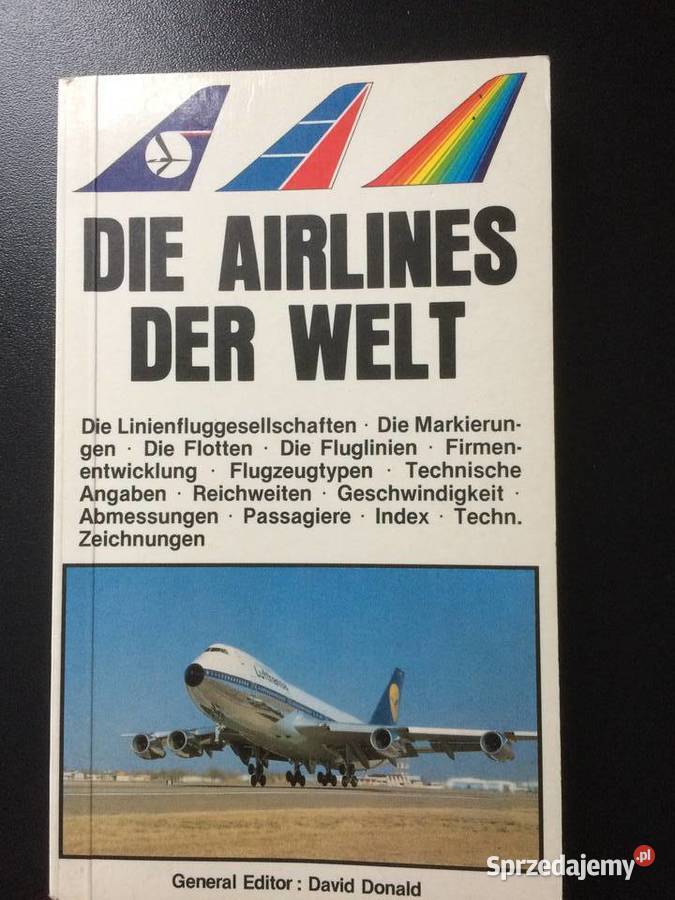 DIE AIRLINES
DER WELT
Die Linienfluggesellschaften · Die Markierun-
gen · Die Flotten · Die Fluglinien · Firmen-
entwicklung · Flugzeugtypen · Technische
Angaben · Reichweiten · Geschwindigkeit ·
Abmessungen · Passagiere · Index · Techn.
Zeichnungen
Lufthansa
General Editor: David Donald
Sprzedajemy.pl